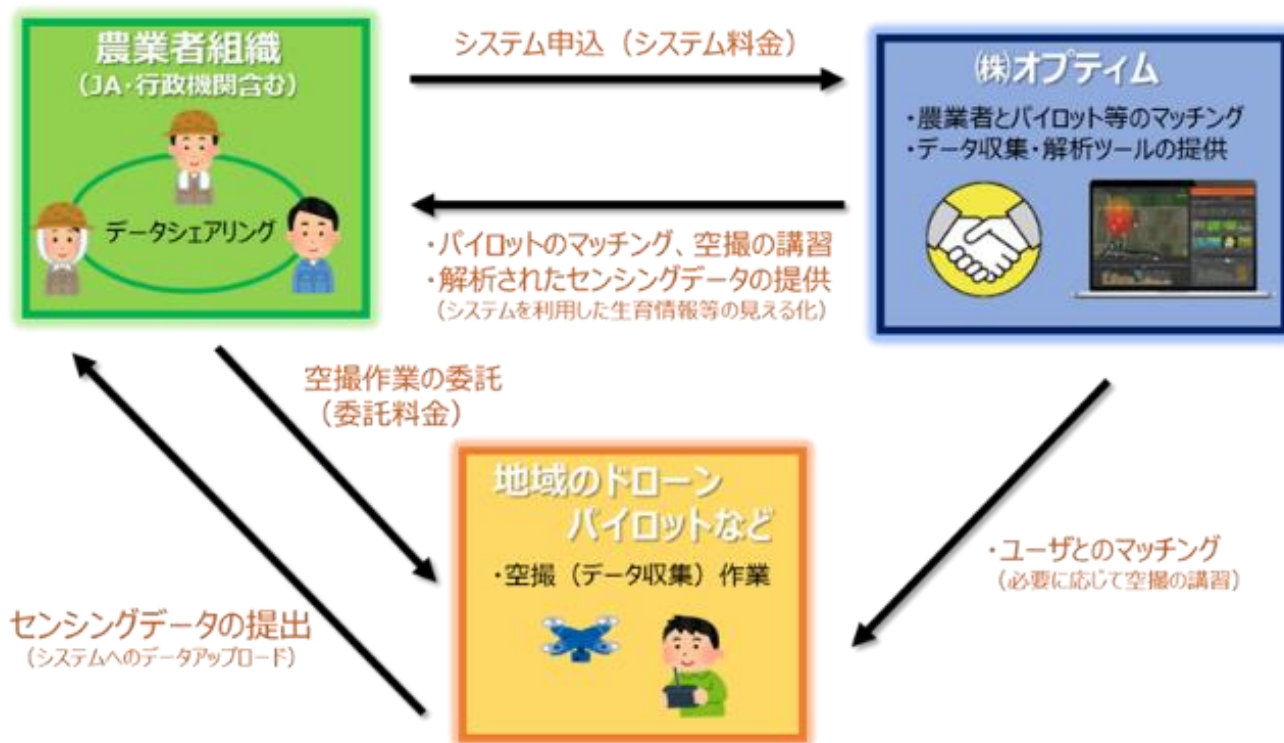 農業者組織
（JA・行政機関含む）
データシェアリング
システム申込（システム料金）
㈱オプティム
・農業者とパイロット等のマッチング
・データ収集・解析ツールの提供
・パイロットのマッチング、空撮の講習
・解析されたセンシングデータの提供
（システムを利用した生育情報等の見える化）
空撮作業の委託
（委託料金）
地域のドローン
パイロットなど
・空撮（データ収集）作業
・ユーザとのマッチング
（必要に応じて空撮の講習）
センシングデータの提出
（システムへのデータアップロード）